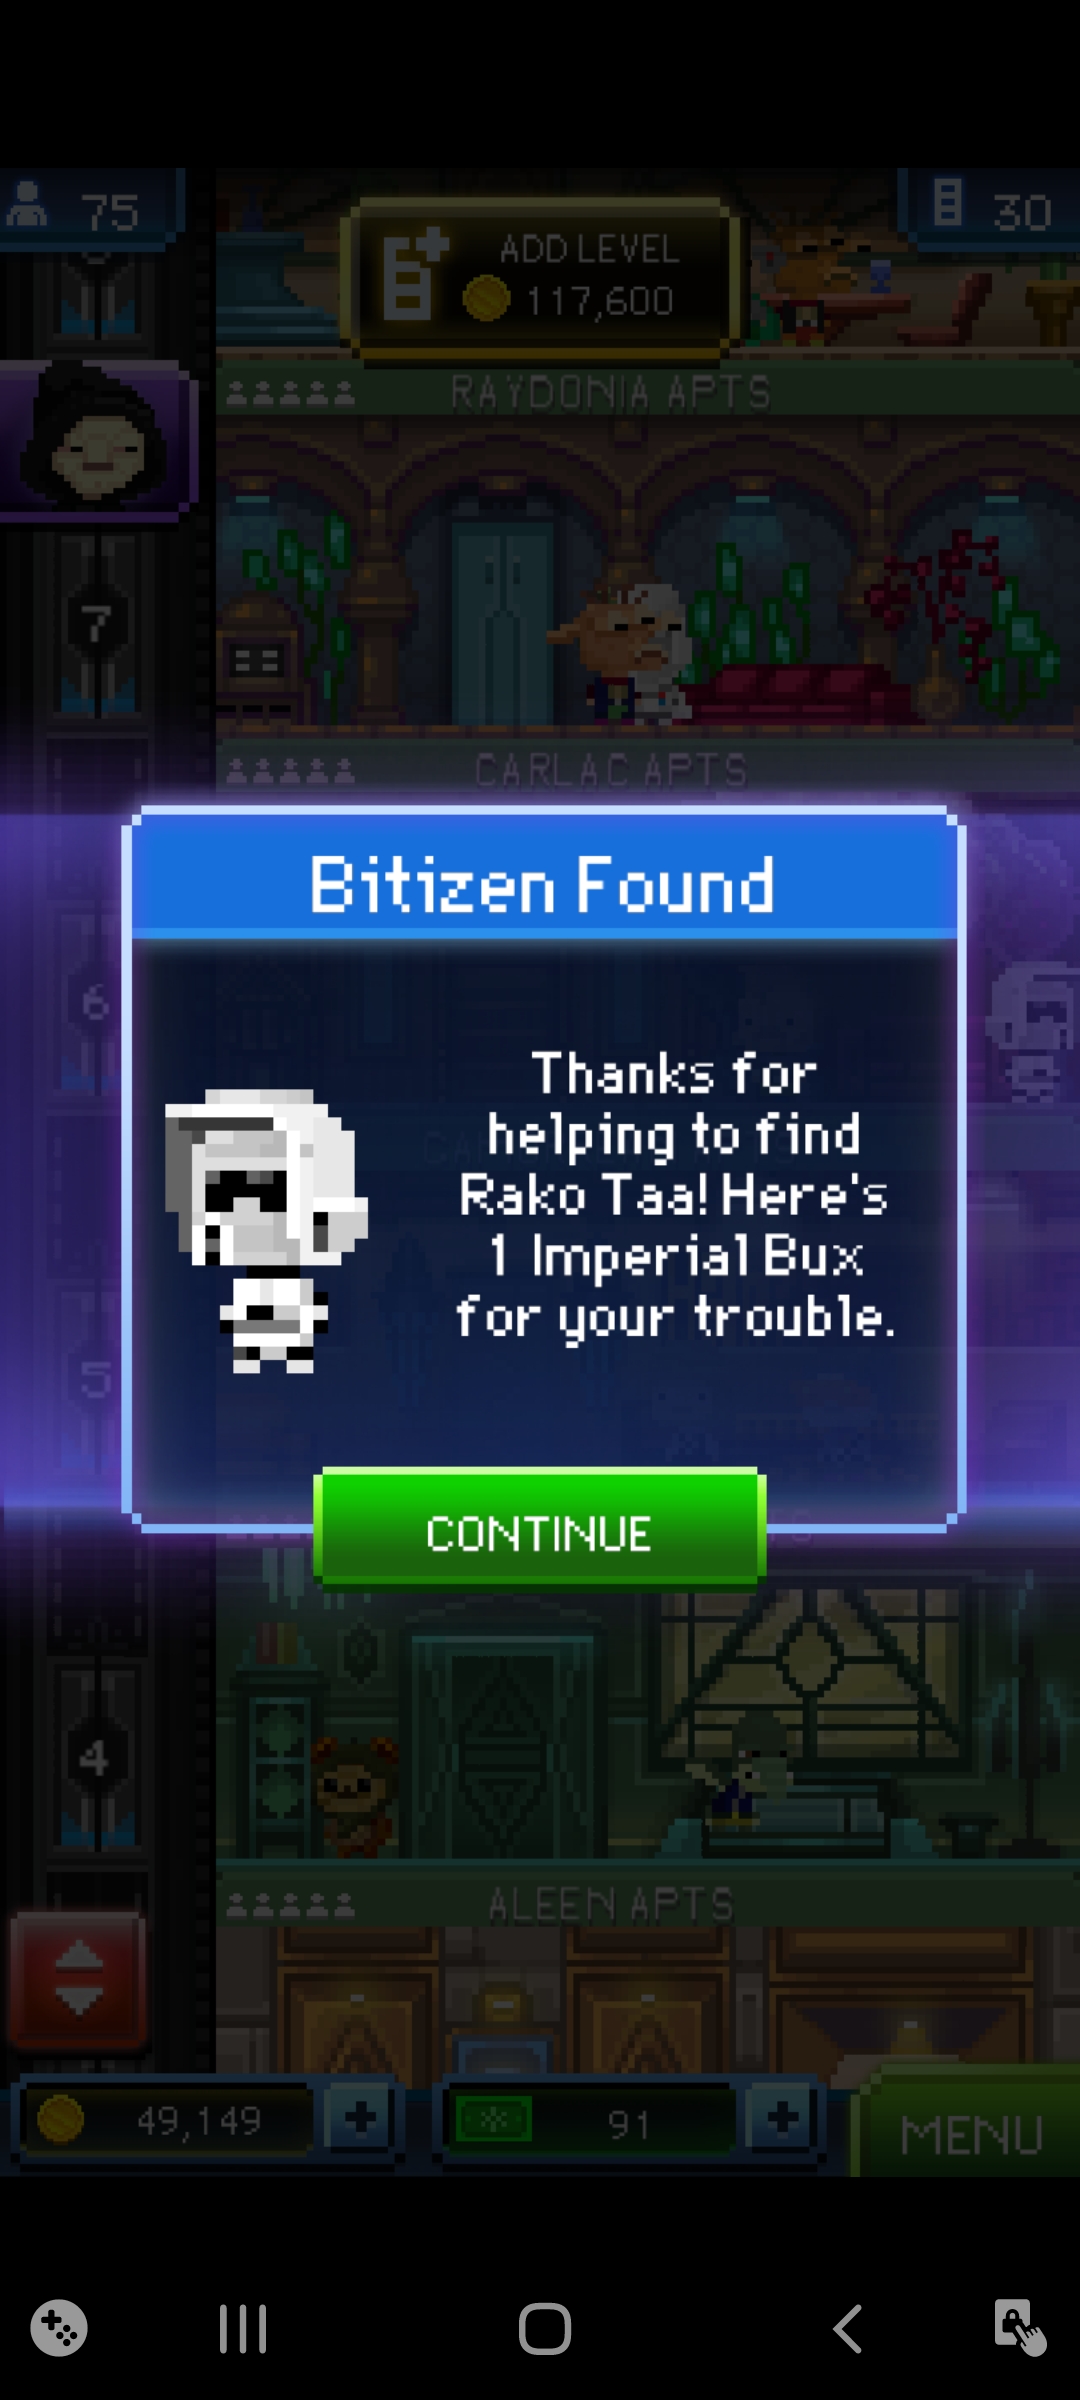 75
30
ADD LEVEL
117,600
RAYDONIA APTS
7
CARLAC APTS
Bitizen Found
6
Thanks for
helping to find
Rako Taa! Here's
1 Imperial Bux
for your trouble.
5
CONTINUE
4
ALEEN APTS
49,149
91
MENU